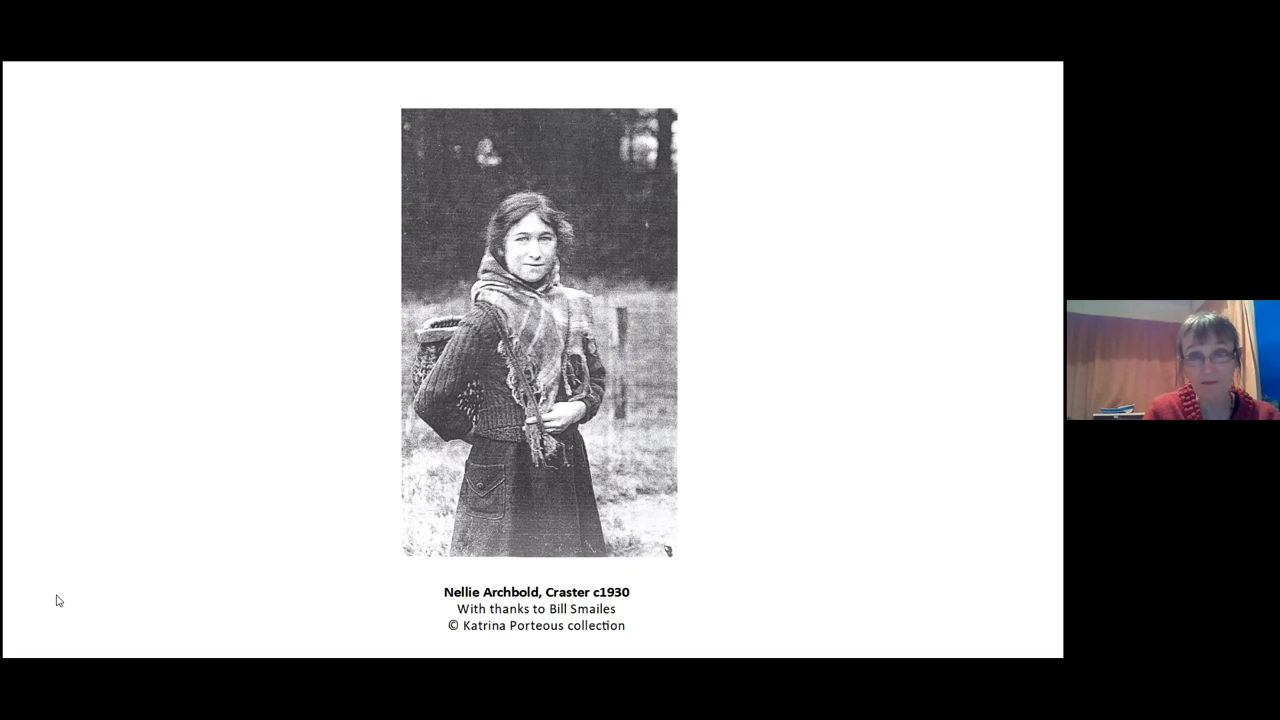 Nellie Archbold, Craster c1930
With thanks to Bill Smailes
© Katrina Porteous collection